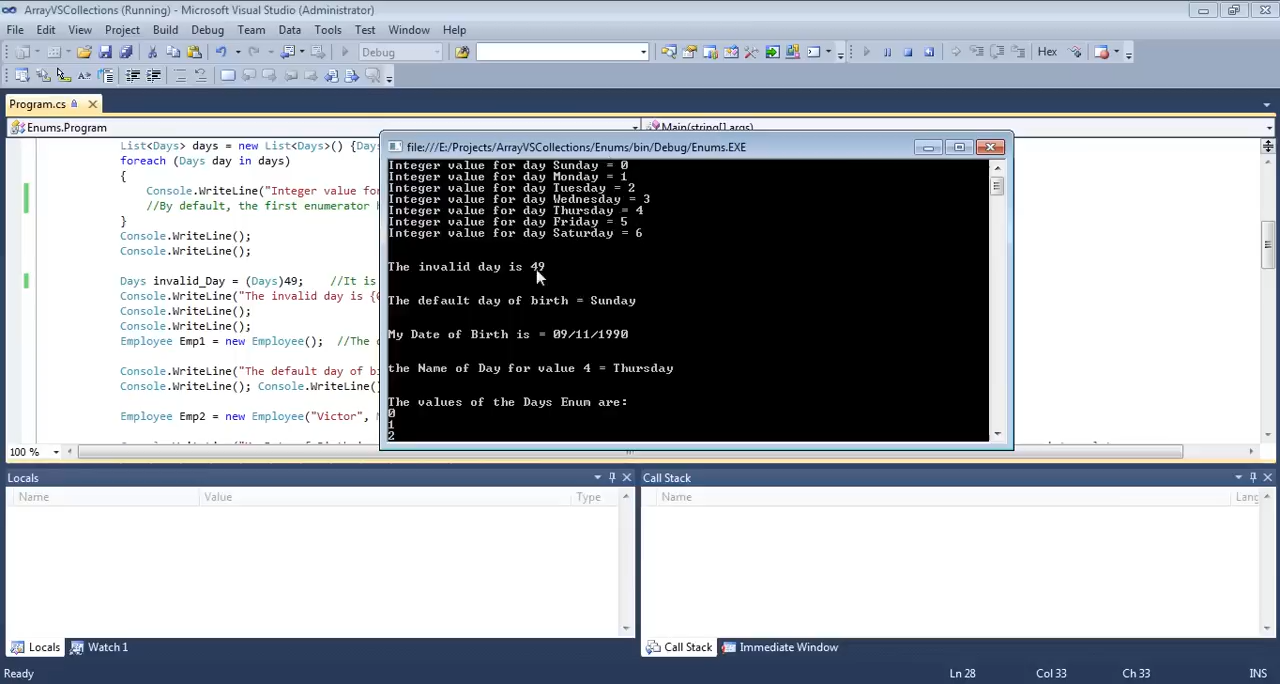 ArrayVSCollections (Running) - Microsoft Visual Studio (Administrator)
File Edit View Project Build Debug Team Data Tools Test Window Help
Debug Hex
Program.cs
Enums.Program
Main(string[] args)
List<Days> days = new List<Days>() {
foreach (Days day in days)
{
Console.WriteLine("Integer value for
//By default, the first enumerator
}
Console.WriteLine();
Console.WriteLine();
Days invalid_Day = (Days)49; //It is
Console.WriteLine("The invalid day is {
Console.WriteLine();
Console.WriteLine();
Employee Emp1 = new Employee(); //The
Console.WriteLine("The default day of
Console.WriteLine(); Console.WriteLine(
Employee Emp2 = new Employee("Victor",
file:///E:/Projects/ArrayVSCollections/Enums/bin/Debug/Enums.EXE
Integer value for day Sunday = 0
Integer value for day Monday = 1
Integer value for day Tuesday = 2
Integer value for day Wednesday = 3
Integer value for day Thursday = 4
Integer value for day Friday = 5
Integer value for day Saturday = 6
The invalid day is 49
The default day of birth = Sunday
My Date of Birth is = 09/11/1990
the Name of Day for value 4 = Thursday
The values of the Days Enum are:
0
1
2
100 %
Locals
Name Value Type
Call Stack
Name Lang
Locals Watch 1
Call Stack Immediate Window
Ready Ln 28 Col 33 Ch 33 INS